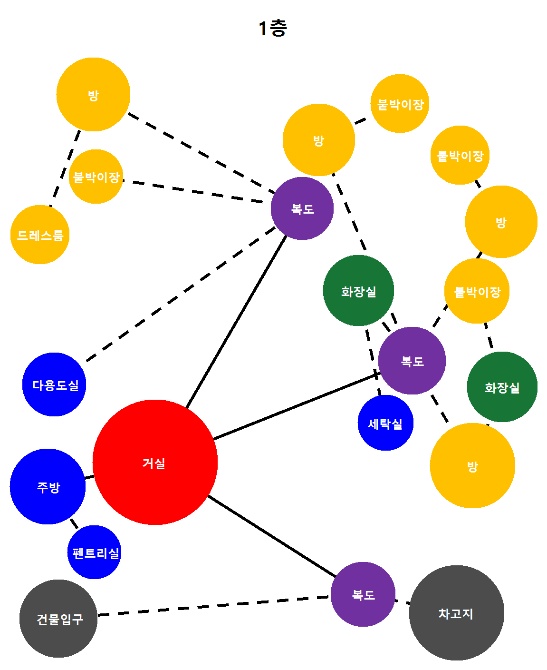 1층
방
붙박이장
방
붙박이장
붙박이장
드레스룸
복도
방
화장실
붙박이장
복도
다용도실
화장실
세탁실
거실
방
주방
펜트리실
복도
건물입구
차고지